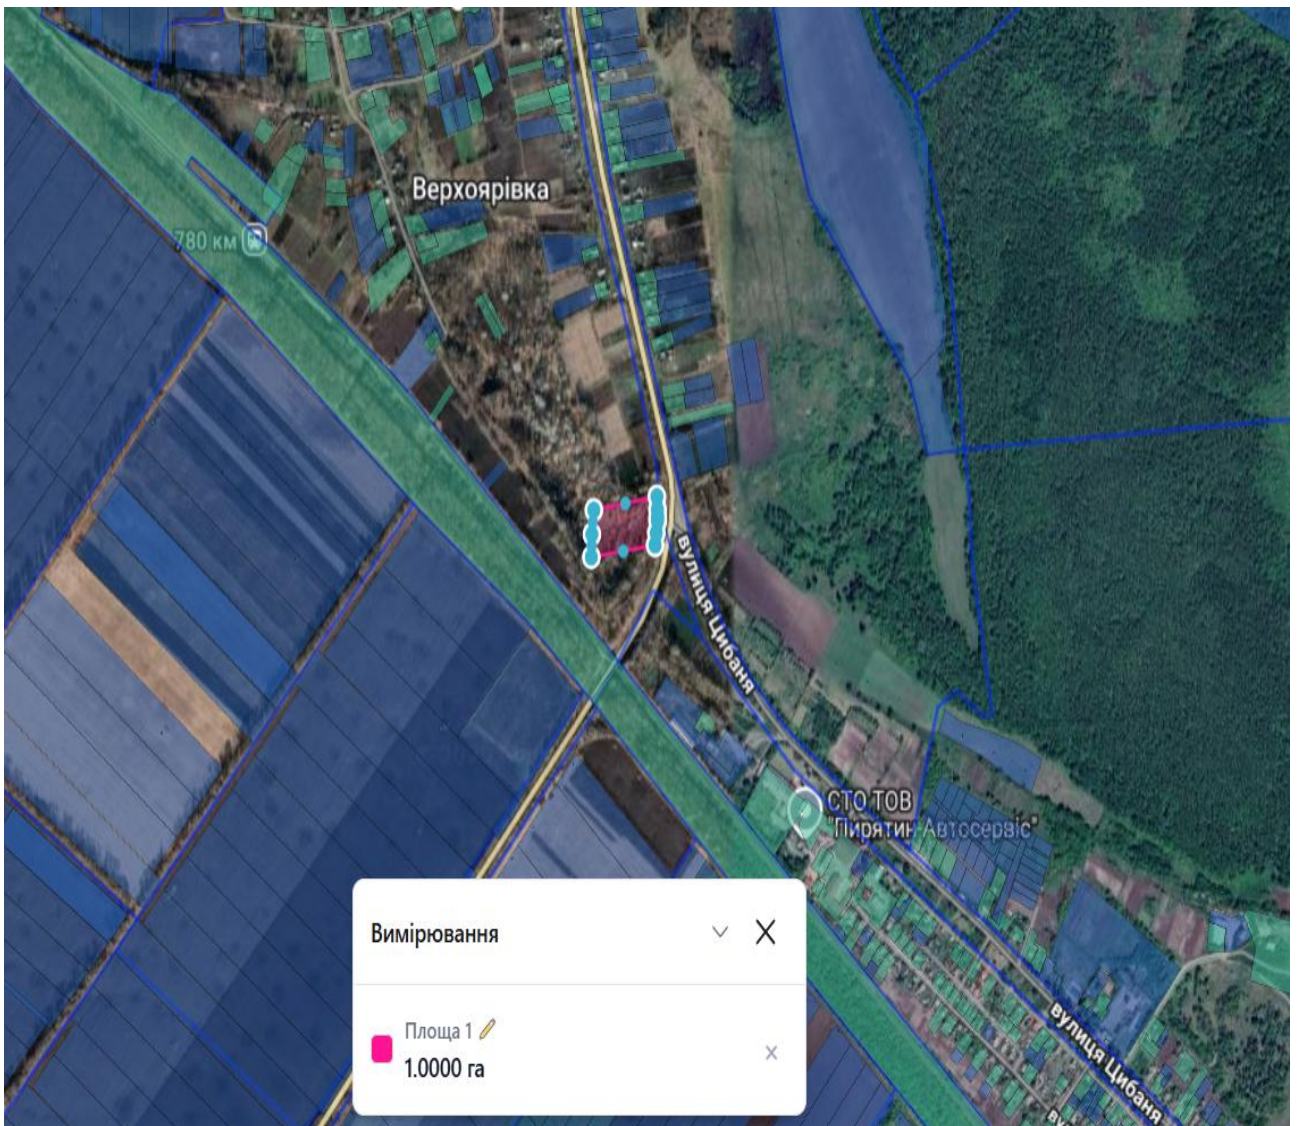 Верхоярівка
780 км
вулиця Цибаня
СТО ТОВ
"Пирятин-Автосервіс"
Вимірювання
Площа 1
1.0000 га
вулиця Цибаня